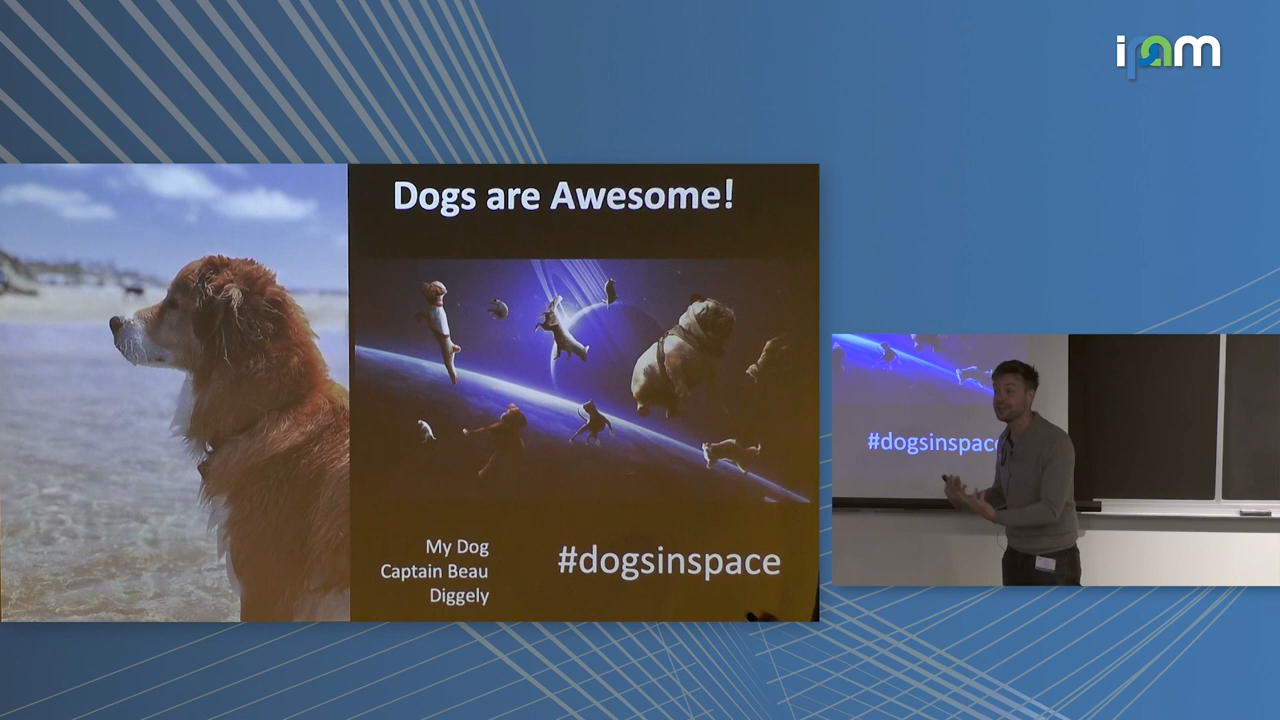 ipam
Dogs are Awesome!
My Dog
Captain Beau
Diggely
#dogsinspace
#dogsinspace